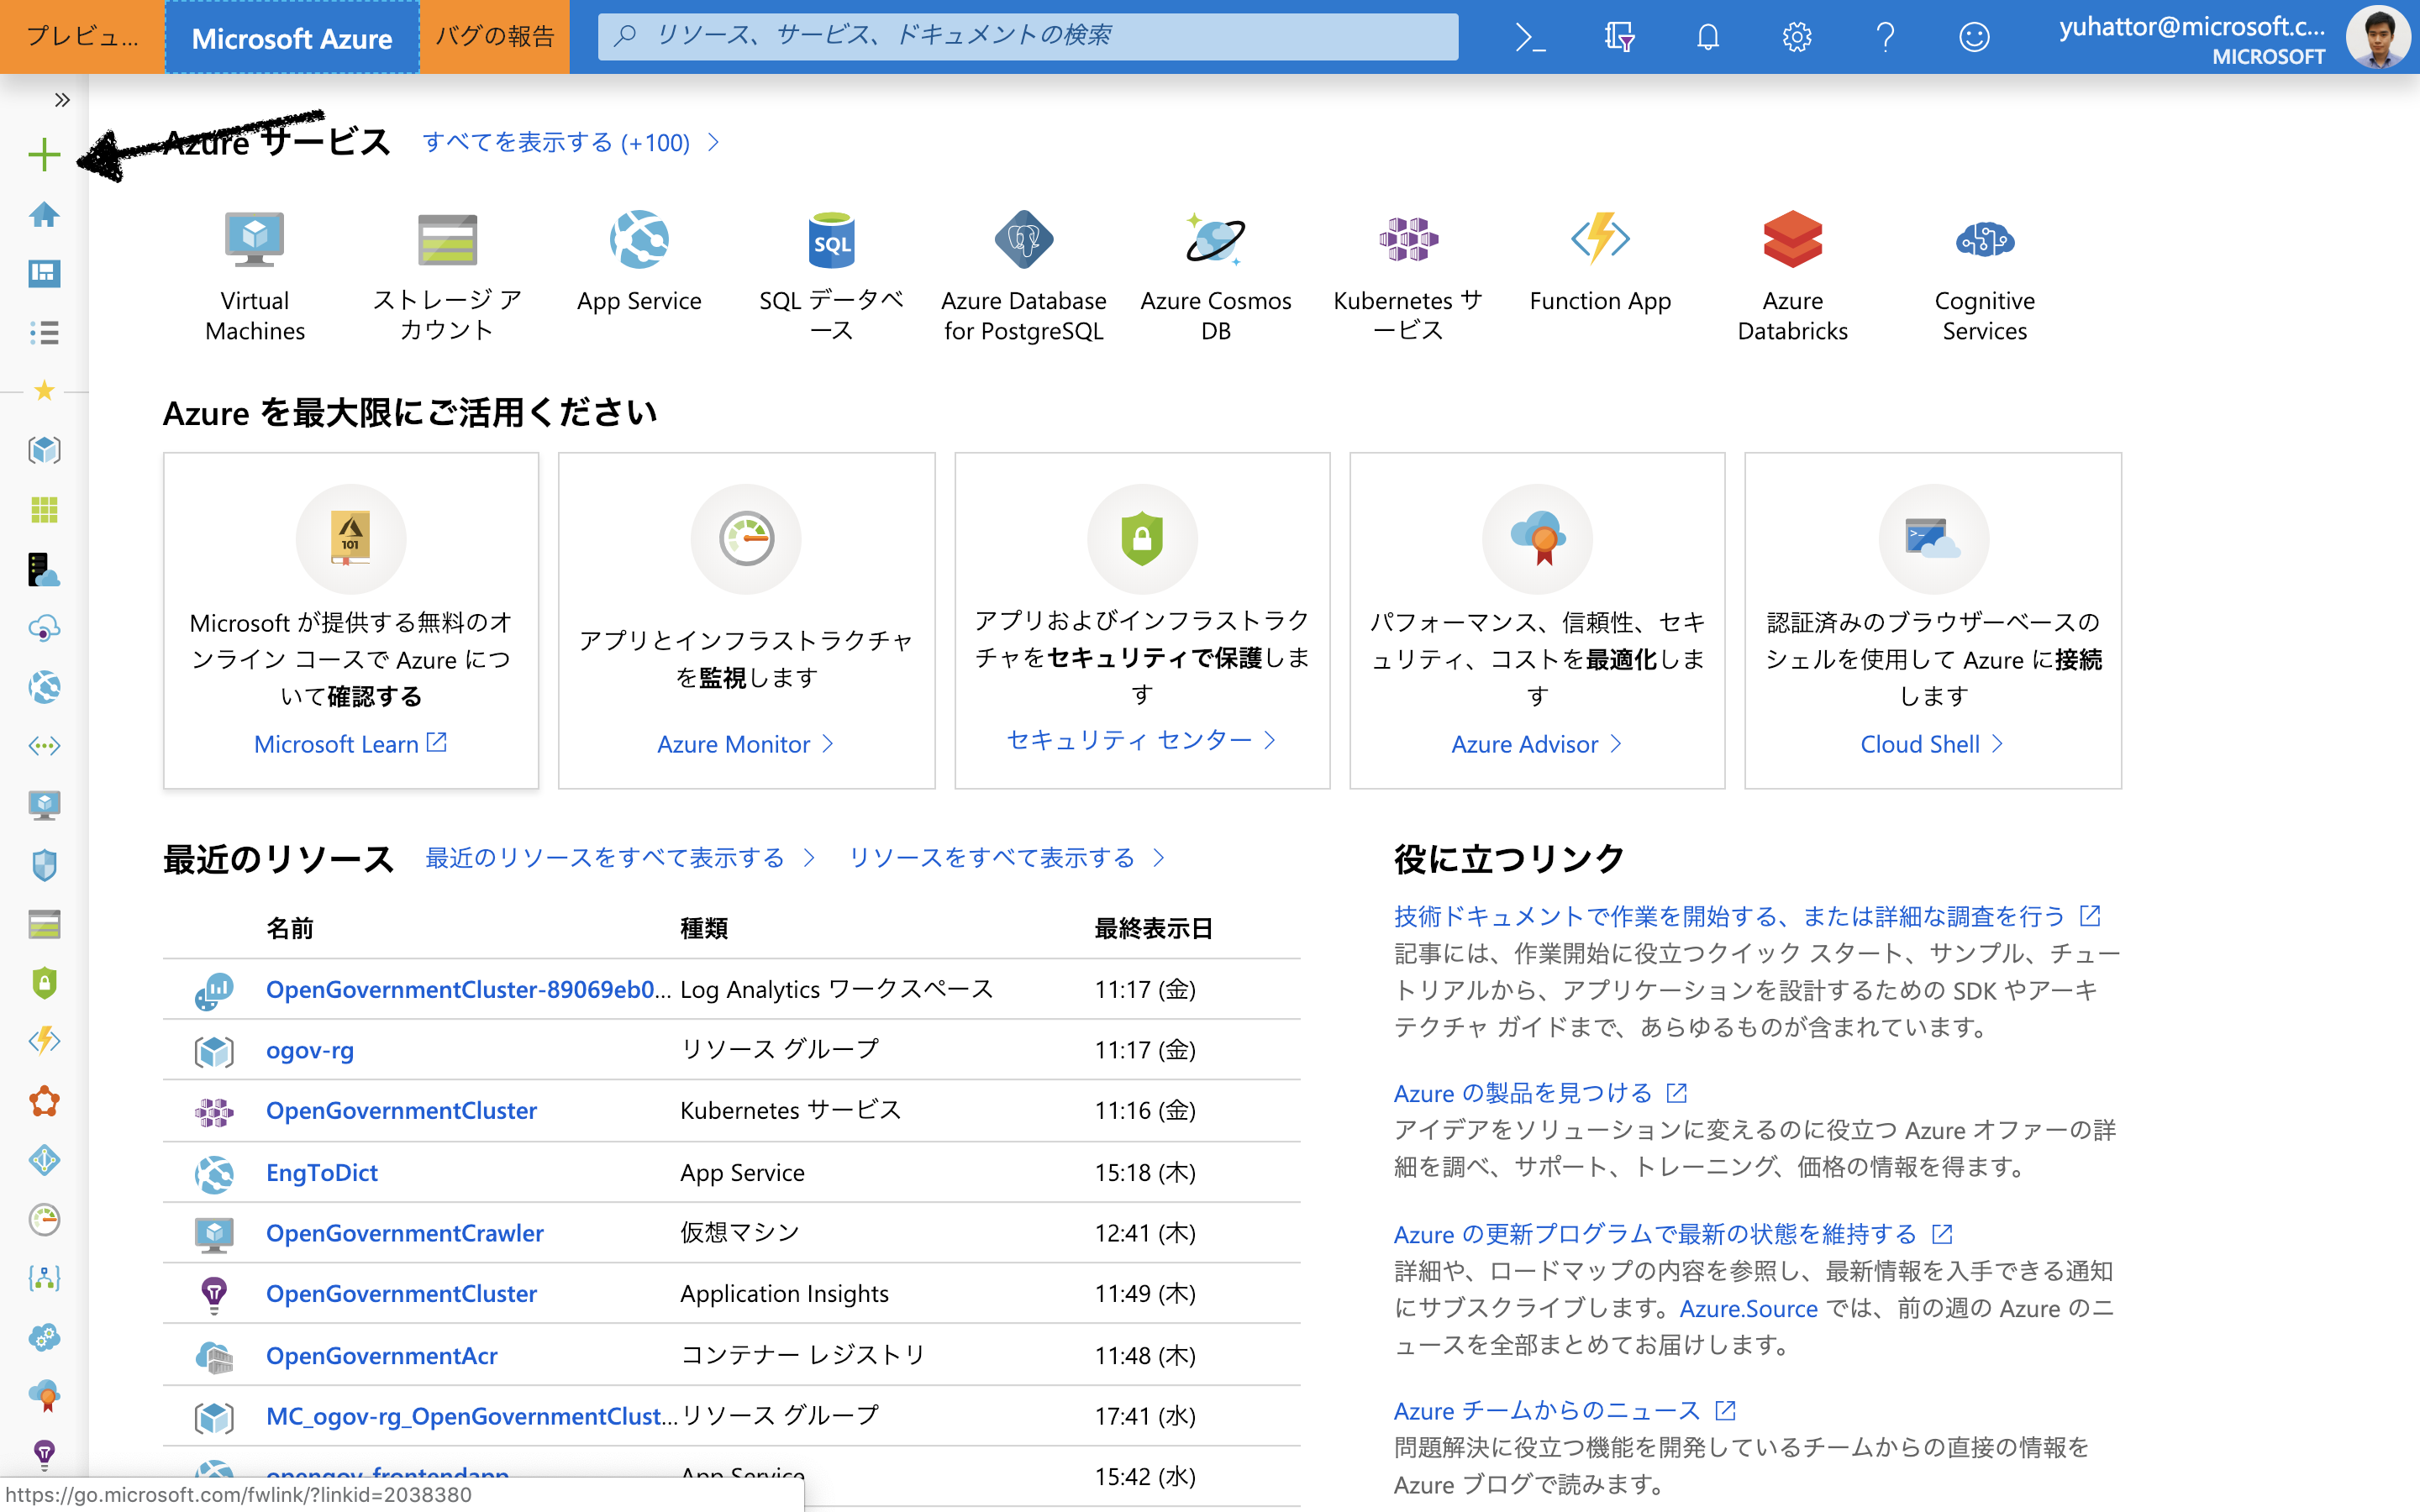 プレビュ...
Microsoft Azure
バグの報告
リソース、サービス、ドキュメントの検索
yuhattor@microsoft.c...
MICROSOFT
Azure サービス
すべてを表示する (+100)
Virtual
Machines
ストレージ ア
カウント
App Service
SQL
SQL データベ
ース
Azure Database
for PostgreSQL
Azure Cosmos
DB
Kubernetes サ
ービス
Function App
Azure
Databricks
Cognitive
Services
Azure を最大限にご活用ください
101
Microsoft が提供する無料のオ
ンライン コースで Azure につ
いて確認する
Microsoft Learn
アプリとインフラストラクチャ
を監視します
Azure Monitor
アプリおよびインフラストラク
チャをセキュリティで保護しま
す
セキュリティ センター
パフォーマンス、信頼性、セキ
ュリティ、コストを最適化しま
す
Azure Advisor
認証済みのブラウザーベースの
シェルを使用して Azure に接続
します
Cloud Shell
最近のリソース
最近のリソースをすべて表示する
リソースをすべて表示する
名前 種類 最終表示日
OpenGovernmentCluster-89069eb0... Log Analytics ワークスペース 11:17 (金)
ogov-rg リソース グループ 11:17 (金)
OpenGovernmentCluster Kubernetes サービス 11:16 (金)
EngToDict App Service 15:18 (木)
OpenGovernmentCrawler 仮想マシン 12:41 (木)
OpenGovernmentCluster Application Insights 11:49 (木)
OpenGovernmentAcr コンテナー レジストリ 11:48 (木)
MC_ogov-rg_OpenGovernmentClust... リソース グループ 17:41 (水)
opengov-frontendapp App Service 15:42 (水)
役に立つリンク
技術ドキュメントで作業を開始する、または詳細な調査を行う
記事には、作業開始に役立つクイック スタート、サンプル、チュー
トリアルから、アプリケーションを設計するための SDK やアーキ
テクチャ ガイドまで、あらゆるものが含まれています。
Azure の製品を見つける
アイデアをソリューションに変えるのに役立つ Azure オファーの詳
細を調べ、サポート、トレーニング、価格の情報を得ます。
Azure の更新プログラムで最新の状態を維持する
詳細や、ロードマップの内容を参照し、最新情報を入手できる通知
にサブスクライブします。Azure.Source では、前の週の Azure のニ
ュースを全部まとめてお届けします。
Azure チームからのニュース
問題解決に役立つ機能を開発しているチームからの直接の情報を
Azure ブログで読みます。
https://go.microsoft.com/fwlink/?linkid=2038380